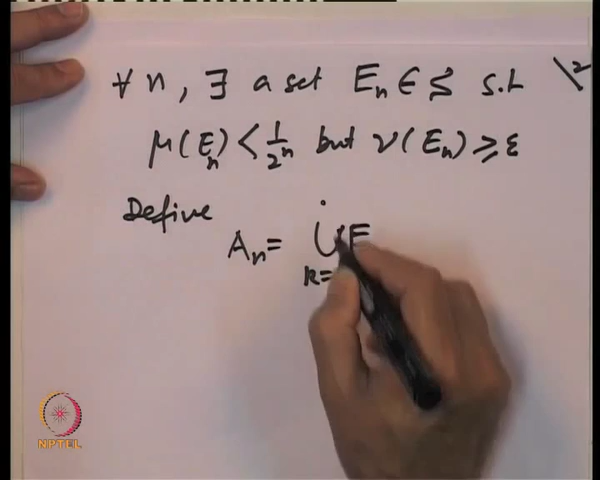 ∀ n, ∃ a set Eₙ ∈ S s.t
μ(Eₙ) < 1/2ⁿ but ν(Eₙ) ⩾ ε
Define
Aₙ = ∪ E
k=
NPTEL